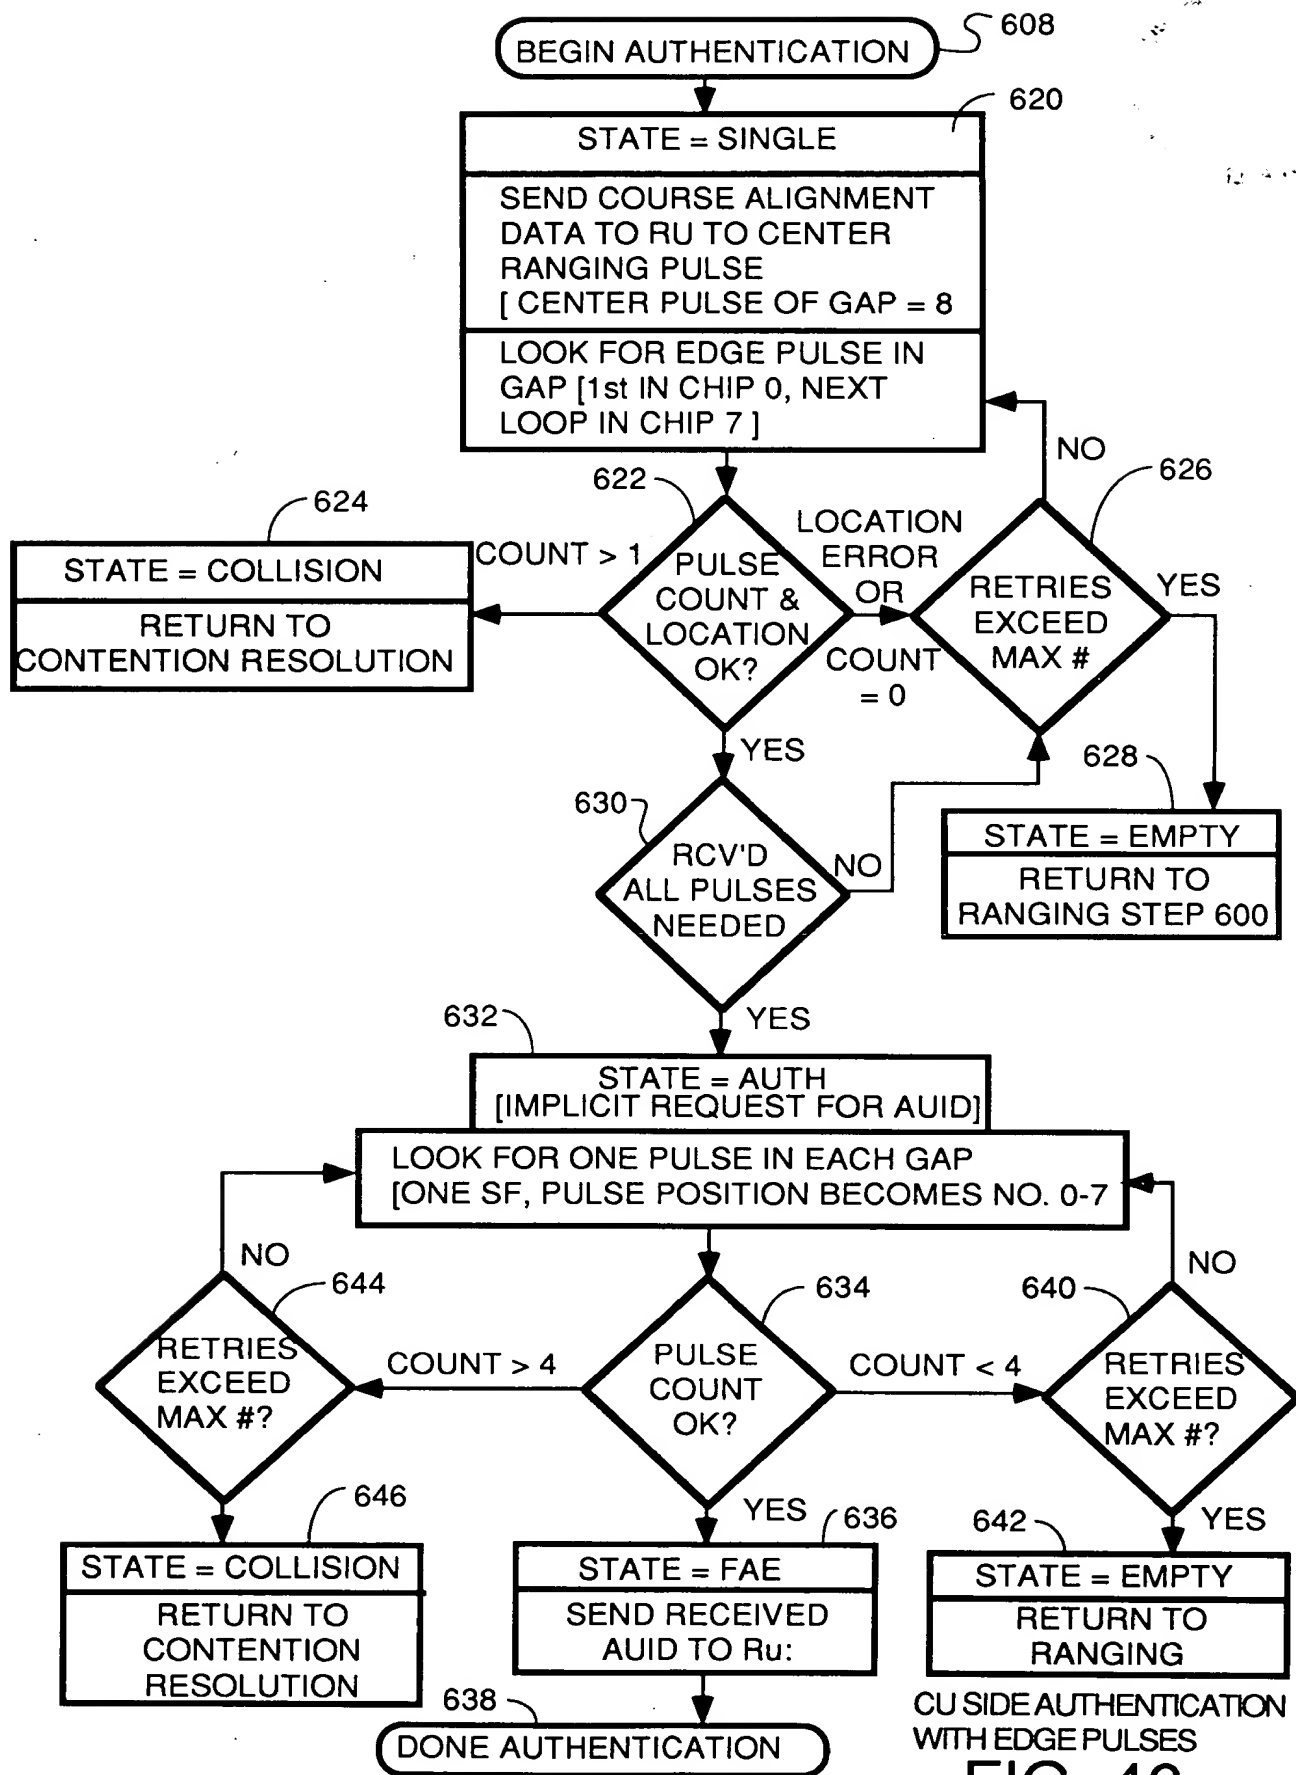 BEGIN AUTHENTICATION
608
620
STATE = SINGLE
SEND COURSE ALIGNMENT
DATA TO RU TO CENTER
RANGING PULSE
[ CENTER PULSE OF GAP = 8
LOOK FOR EDGE PULSE IN
GAP [1st IN CHIP 0, NEXT
LOOP IN CHIP 7 ]
NO
622
626
624
STATE = COLLISION
RETURN TO
CONTENTION RESOLUTION
COUNT > 1
PULSE
COUNT &
LOCATION
OK?
LOCATION
ERROR
OR
COUNT
= 0
RETRIES
EXCEED
MAX #
YES
YES
628
STATE = EMPTY
RETURN TO
RANGING STEP 600
630
RCV'D
ALL PULSES
NEEDED
NO
YES
632
STATE = AUTH
[IMPLICIT REQUEST FOR AUID]
LOOK FOR ONE PULSE IN EACH GAP
[ONE SF, PULSE POSITION BECOMES NO. 0-7
NO
644
634
640
NO
RETRIES
EXCEED
MAX #?
COUNT > 4
PULSE
COUNT
OK?
COUNT < 4
RETRIES
EXCEED
MAX #?
646
STATE = COLLISION
RETURN TO
CONTENTION
RESOLUTION
YES
636
STATE = FAE
SEND RECEIVED
AUID TO Ru:
YES
642
STATE = EMPTY
RETURN TO
RANGING
638
DONE AUTHENTICATION
CU SIDE AUTHENTICATION
WITH EDGE PULSES